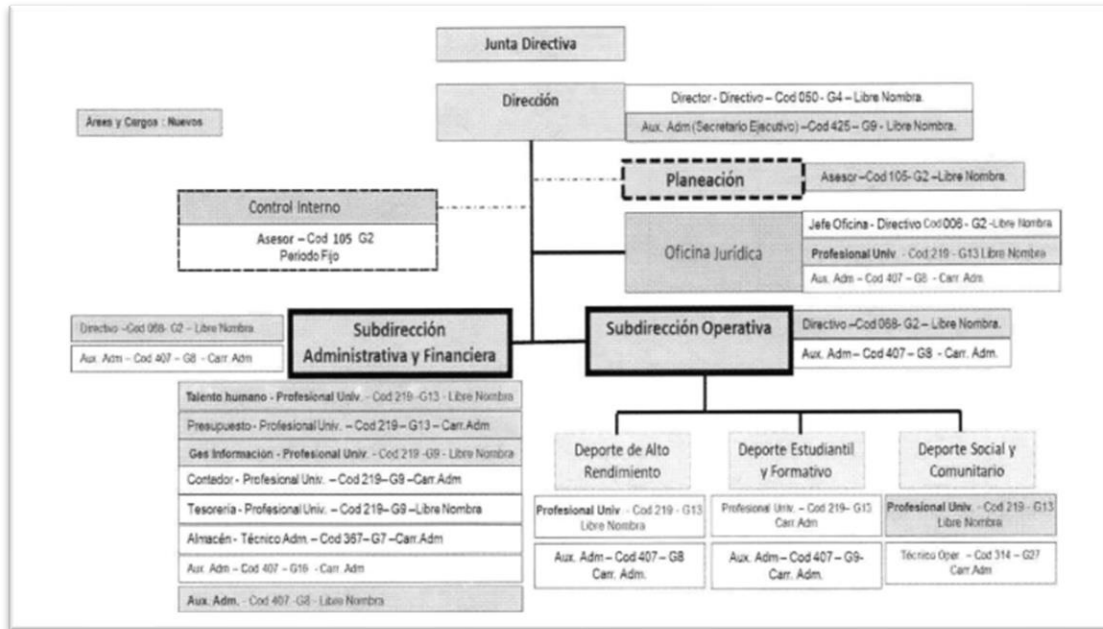 Junta Directiva
Dirección
Director - Directivo – Cod 050 - G4 – Libre Nombra.
Aux. Adm (Secretario Ejecutivo) –Cod 425 – G9 - Libre Nombra.
Areas y Cargos : Nuevos
Planeación
Asesor –Cod 105- G2 –Libre Nombra.
Control Interno
Asesor – Cod 105 G2
Periodo Fijo
Oficina Jurídica
Jefe Oficina - Directivo Cod 006 - G2 -Libre Nombra
Profesional Univ. - Cod 219 - G13 Libre Nombra
Aux. Adm – Cod 407 – G8 - Carr. Adm.
Directivo –Cod 068- G2 – Libre Nombra.
Aux. Adm – Cod 407 – G8 - Carr. Adm
Subdirección
Administrativa y Financiera
Subdirección Operativa
Directivo –Cod 068- G2 – Libre Nombra.
Aux. Adm– Cod 407 – G8 - Carr. Adm.
Talento humano - Profesional Univ. - Cod 219 -G13 - Libre Nombra
Presupuesto - Profesional Univ. – Cod 219 – G13 – Carr.Adm
Ges Información - Profesional Univ. - Cod 219 -G9 - Libre Nombra
Contador - Profesional Univ. – Cod 219– G9 –Carr.Adm
Tesorería - Profesional Univ. – Cod 219– G9 –Libre Nombra
Almacén - Técnico Adm. – Cod 367– G7 –Carr.Adm
Aux. Adm – Cod 407 – G16 - Carr. Adm
Aux. Adm. - Cod 407 -G8 - Libre Nombra
Deporte de Alto
Rendimiento
Profesional Univ - Cod 219 - G13
Libre Nombra
Aux. Adm – Cod 407 – G8
Carr. Adm.
Deporte Estudiantil
y Formativo
Profesional Univ. – Cod 219– G13
Carr.Adm
Aux. Adm – Cod 407 – G9-
Carr. Adm.
Deporte Social y
Comunitario
Profesional Univ. - Cod 219 - G13
Libre Nombra
Técnico Oper. – Cod 314 – G27
Carr.Adm